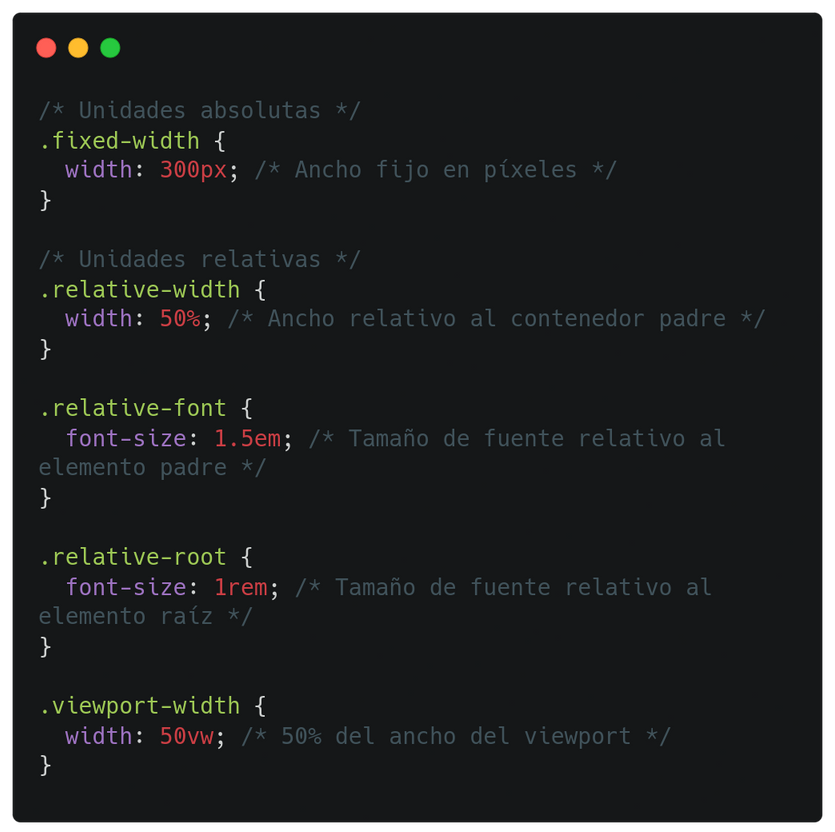 /* Unidades absolutas */
.fixed-width {
  width: 300px; /* Ancho fijo en píxeles */
}

/* Unidades relativas */
.relative-width {
  width: 50%; /* Ancho relativo al contenedor padre */
}

.relative-font {
  font-size: 1.5em; /* Tamaño de fuente relativo al
elemento padre */
}

.relative-root {
  font-size: 1rem; /* Tamaño de fuente relativo al
elemento raíz */
}

.viewport-width {
  width: 50vw; /* 50% del ancho del viewport */
}